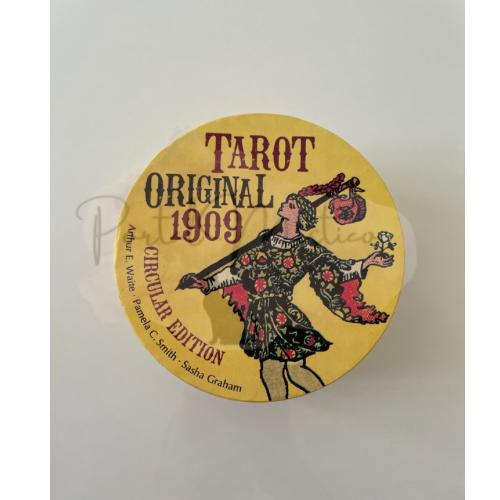 TAROT
ORIGINAL
1909
CIRCULAR EDITION
Arthur E. Waite · Pamela C. Smith · Sasha Graham